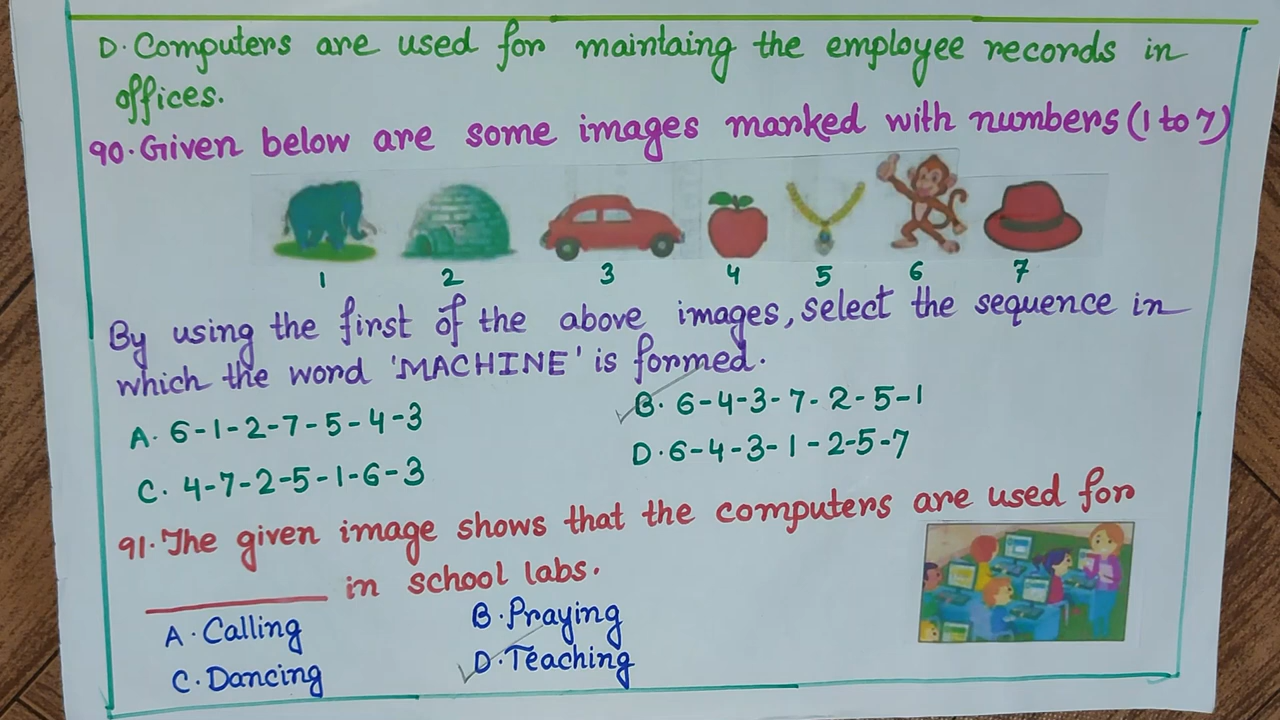 D. Computers are used for maintaing the employee records in
offices.
90. Given below are some images marked with numbers (1 to 7)
1 2 3 4 5 6 7
By using the first of the above images, select the sequence in
which the word 'MACHINE' is formed.
A. 6-1-2-7-5-4-3
B. 6-4-3-7-2-5-1
C. 4-7-2-5-1-6-3
D. 6-4-3-1-2-5-7
91. The given image shows that the computers are used for
______ in school labs.
A. Calling
B. Praying
C. Dancing
D. Teaching